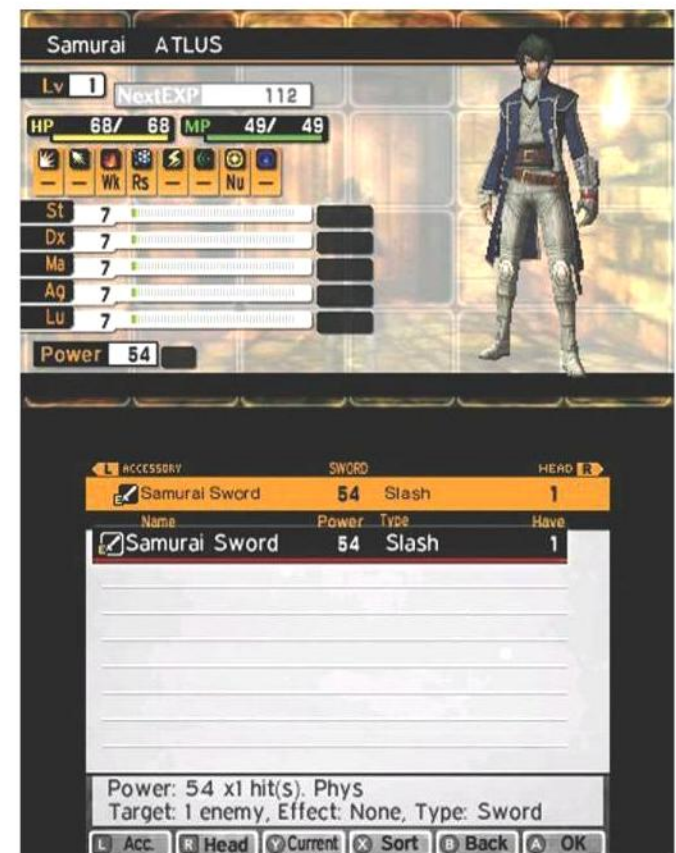 Samurai ATLUS
Lv 1 NextEXP 112
HP 68/ 68 MP 49/ 49
— — Wk Rs — — Nu —
St 7
Dx 7
Ma 7
Ag 7
Lu 7
Power 54
L ACCESSORY SWORD HEAD R
E Samurai Sword 54 Slash 1
Name Power Type Have
E Samurai Sword 54 Slash 1
Power: 54 x1 hit(s). Phys
Target: 1 enemy, Effect: None, Type: Sword
L Acc. R Head Y Current X Sort B Back A OK